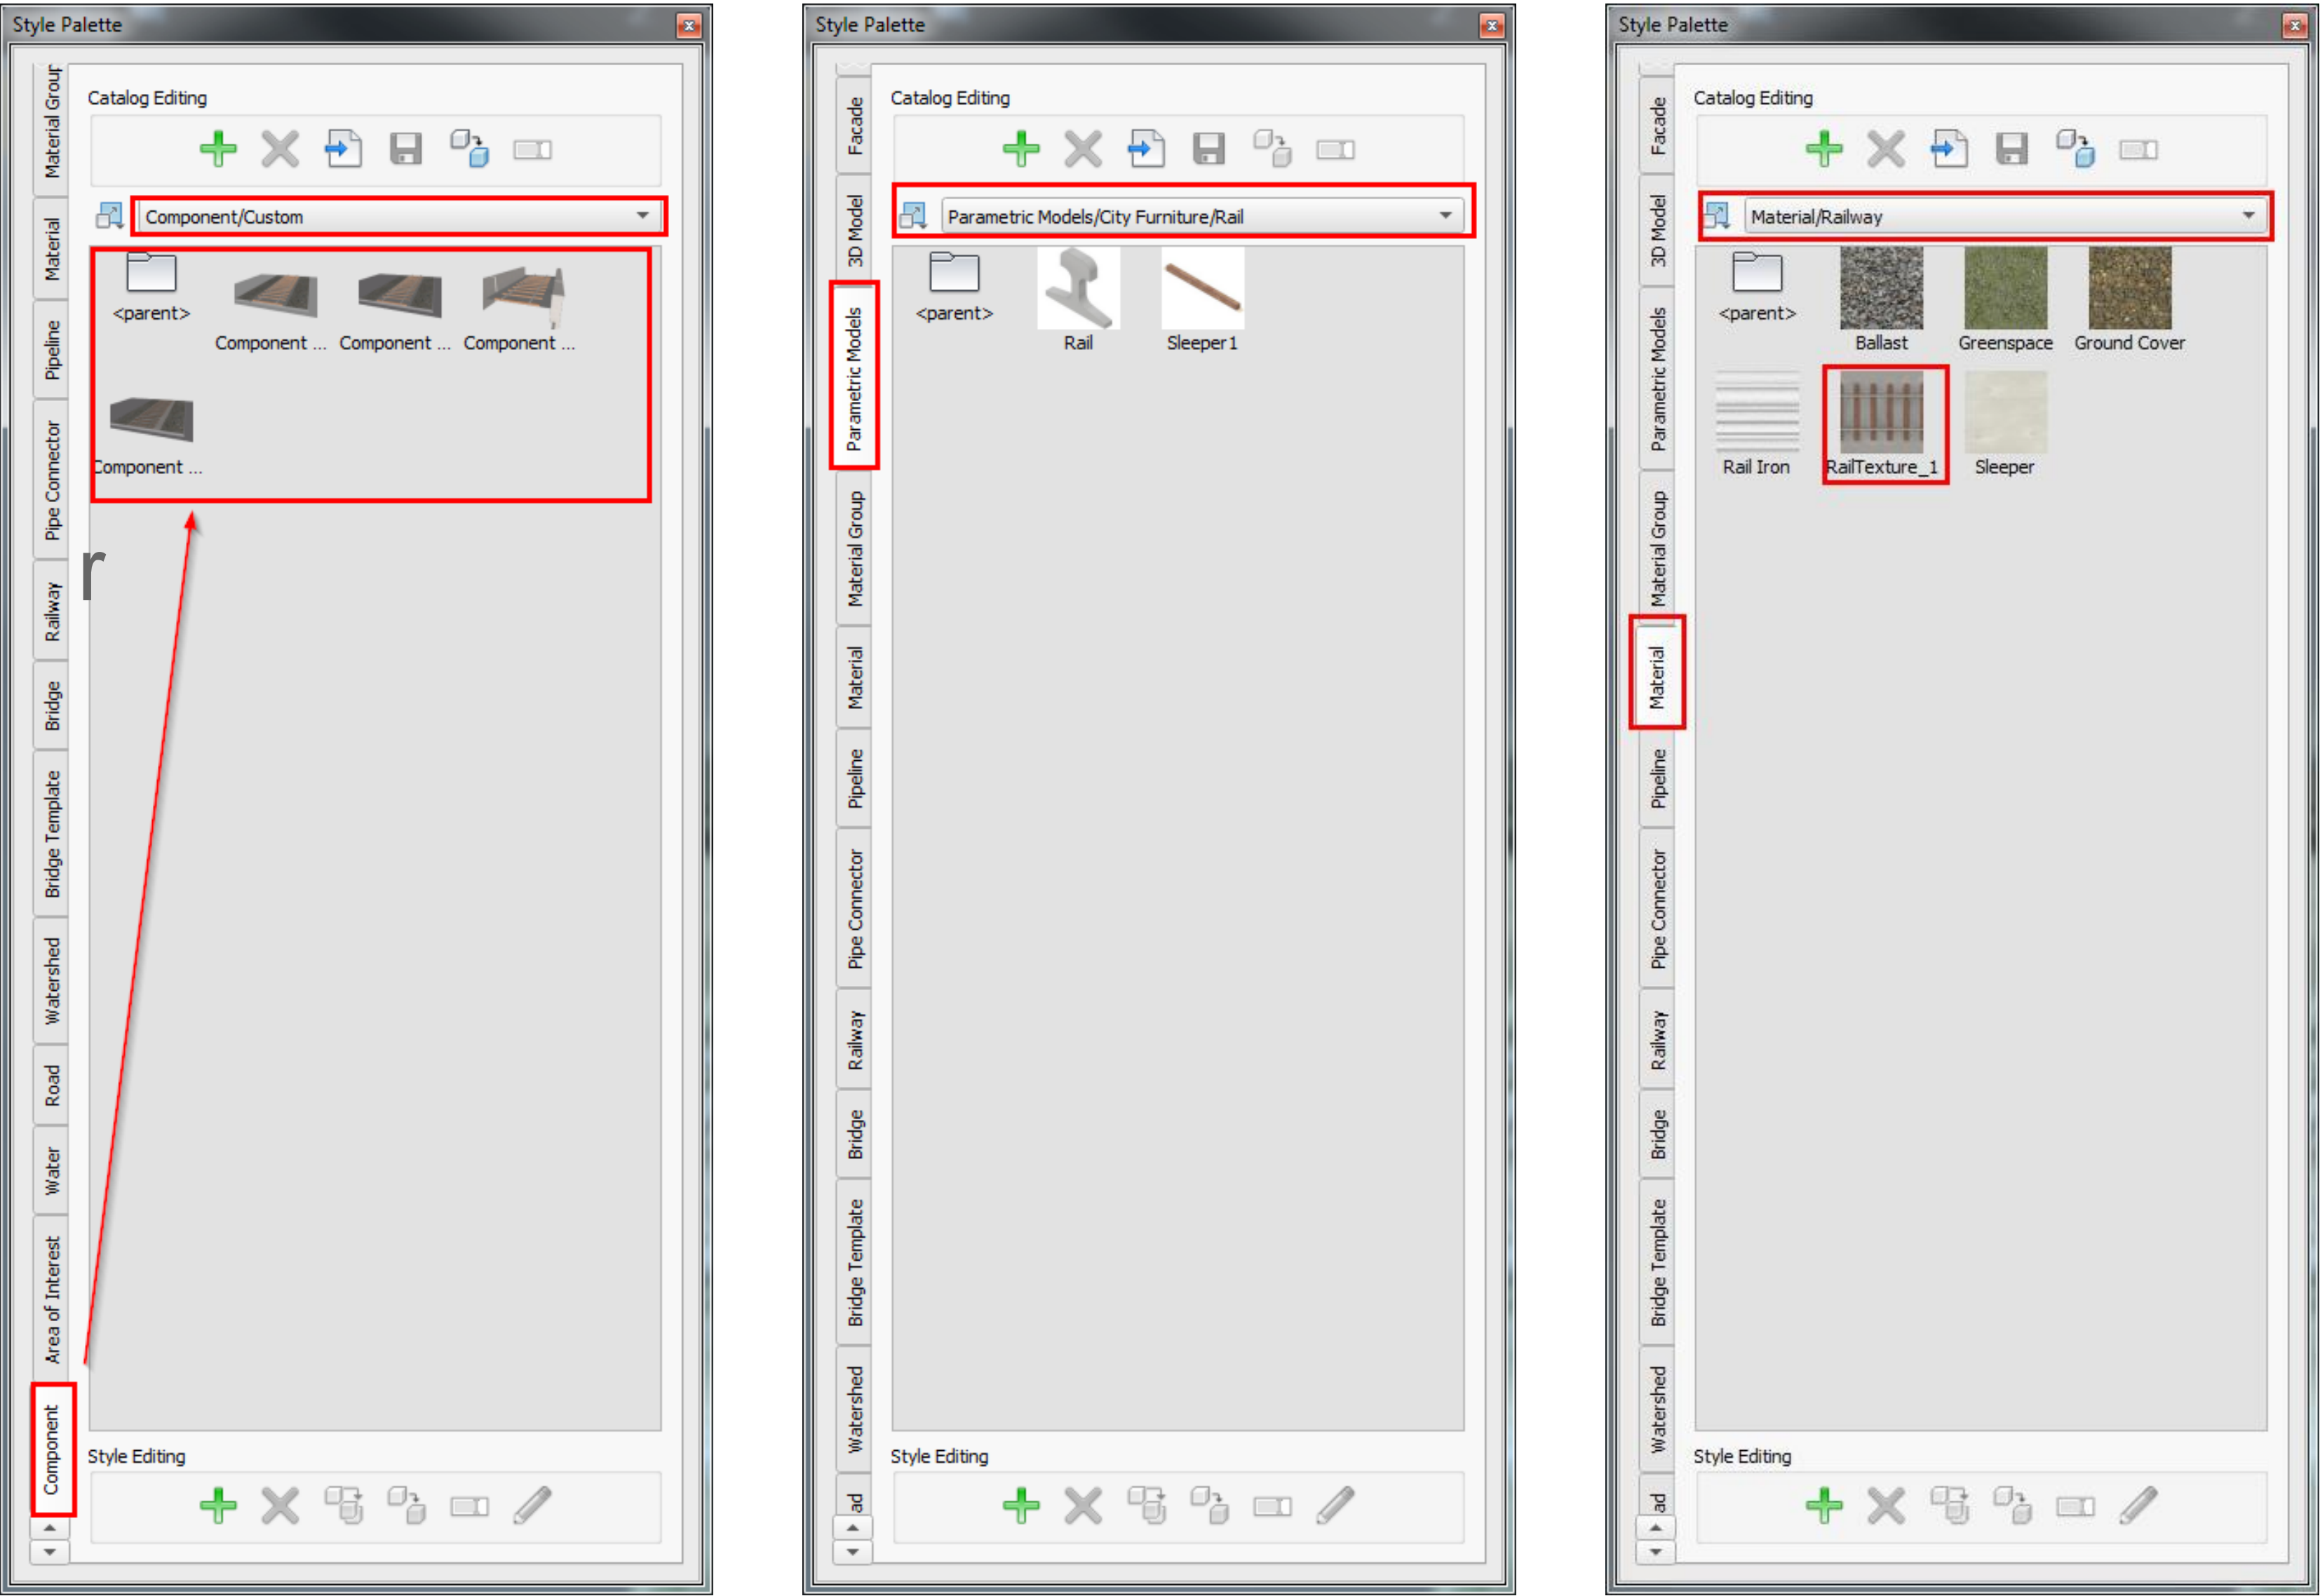 Style Palette
Material Group
Material
Pipeline
Pipe Connector
Railway
Bridge
Bridge Template
Watershed
Road
Water
Area of Interest
Component
Catalog Editing
Component/Custom
<parent>
Component ...
Component ...
Component ...
Component ...
r
Style Editing
Style Palette
Facade
3D Model
Parametric Models
Material Group
Material
Pipeline
Pipe Connector
Railway
Bridge
Bridge Template
Watershed
ad
Catalog Editing
Parametric Models/City Furniture/Rail
<parent>
Rail
Sleeper1
Style Editing
Style Palette
Facade
3D Model
Parametric Models
Material Group
Material
Pipeline
Pipe Connector
Railway
Bridge
Bridge Template
Watershed
ad
Catalog Editing
Material/Railway
<parent>
Ballast
Greenspace
Ground Cover
Rail Iron
RailTexture_1
Sleeper
Style Editing